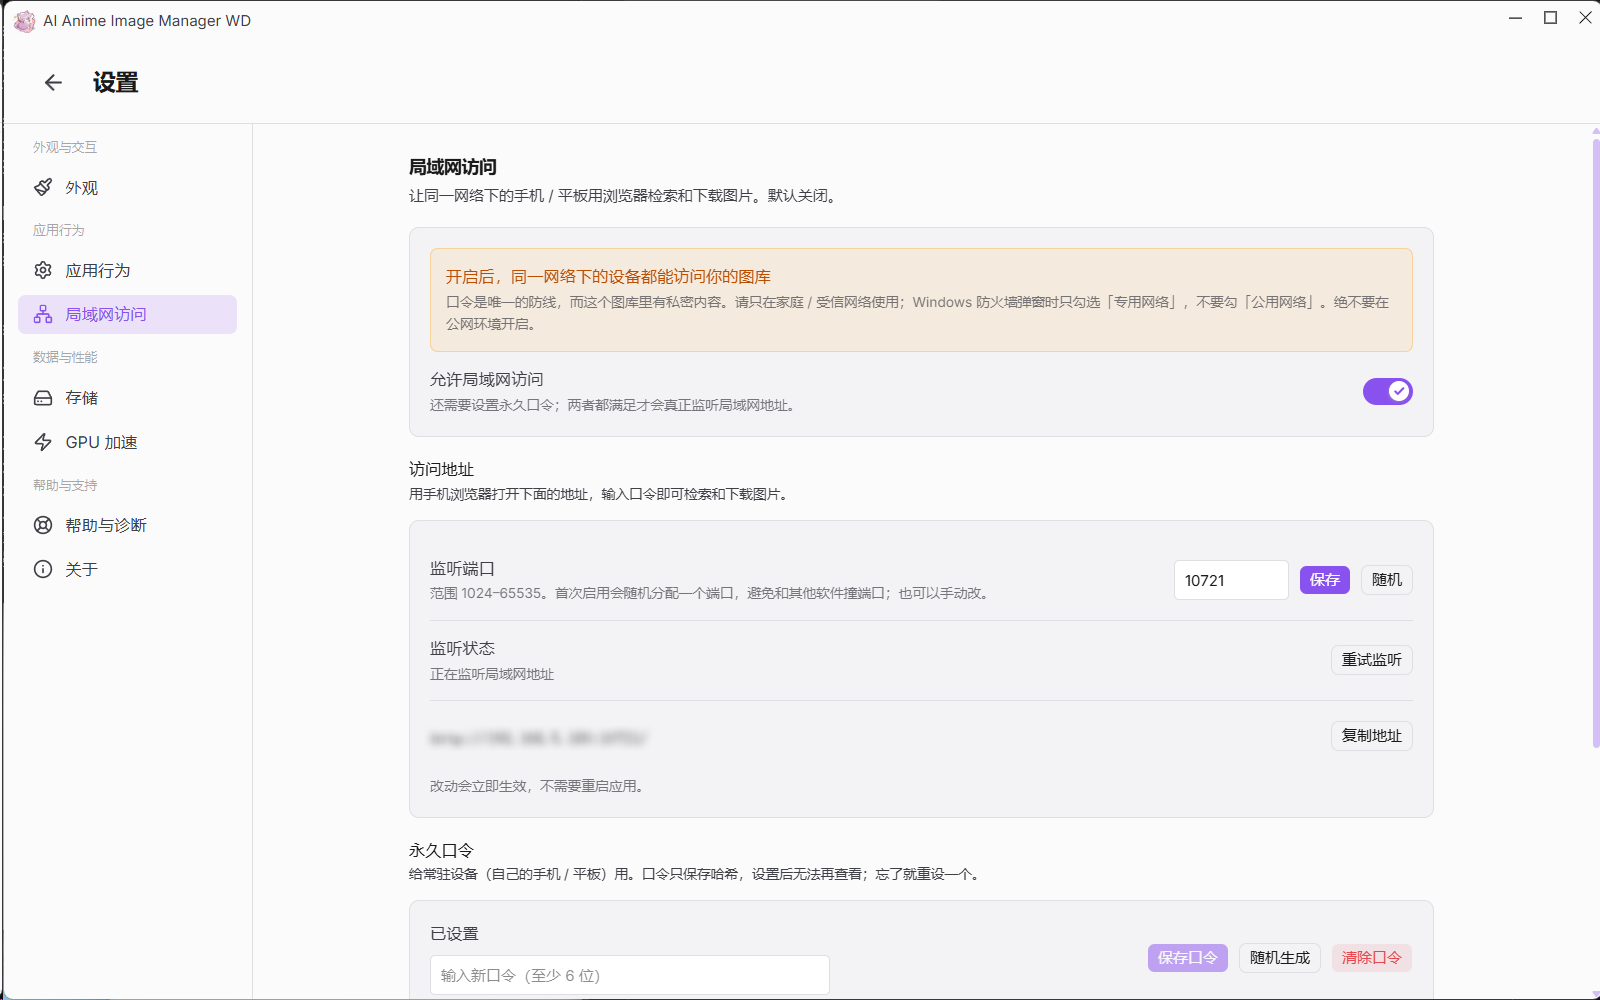 AI Anime Image Manager WD
设置
外观与交互
外观
应用行为
应用行为
局域网访问
数据与性能
存储
GPU 加速
帮助与支持
帮助与诊断
关于
局域网访问
让同一网络下的手机 / 平板用浏览器检索和下载图片。默认关闭。
开启后，同一网络下的设备都能访问你的图库
口令是唯一的防线，而这个图库里有私密内容。请只在家庭 / 受信网络使用；Windows 防火墙弹窗时只勾选「专用网络」，不要勾「公用网络」。绝不要在
公网环境开启。
允许局域网访问
还需要设置永久口令；两者都满足才会真正监听局域网地址。
访问地址
用手机浏览器打开下面的地址，输入口令即可检索和下载图片。
监听端口
范围 1024–65535。首次启用会随机分配一个端口，避免和其他软件撞端口；也可以手动改。
10721
保存
随机
监听状态
正在监听局域网地址
重试监听
复制地址
改动会立即生效，不需要重启应用。
永久口令
给常驻设备（自己的手机 / 平板）用。口令只保存哈希，设置后无法再查看；忘了就重设一个。
已设置
输入新口令（至少 6 位）
保存口令
随机生成
清除口令